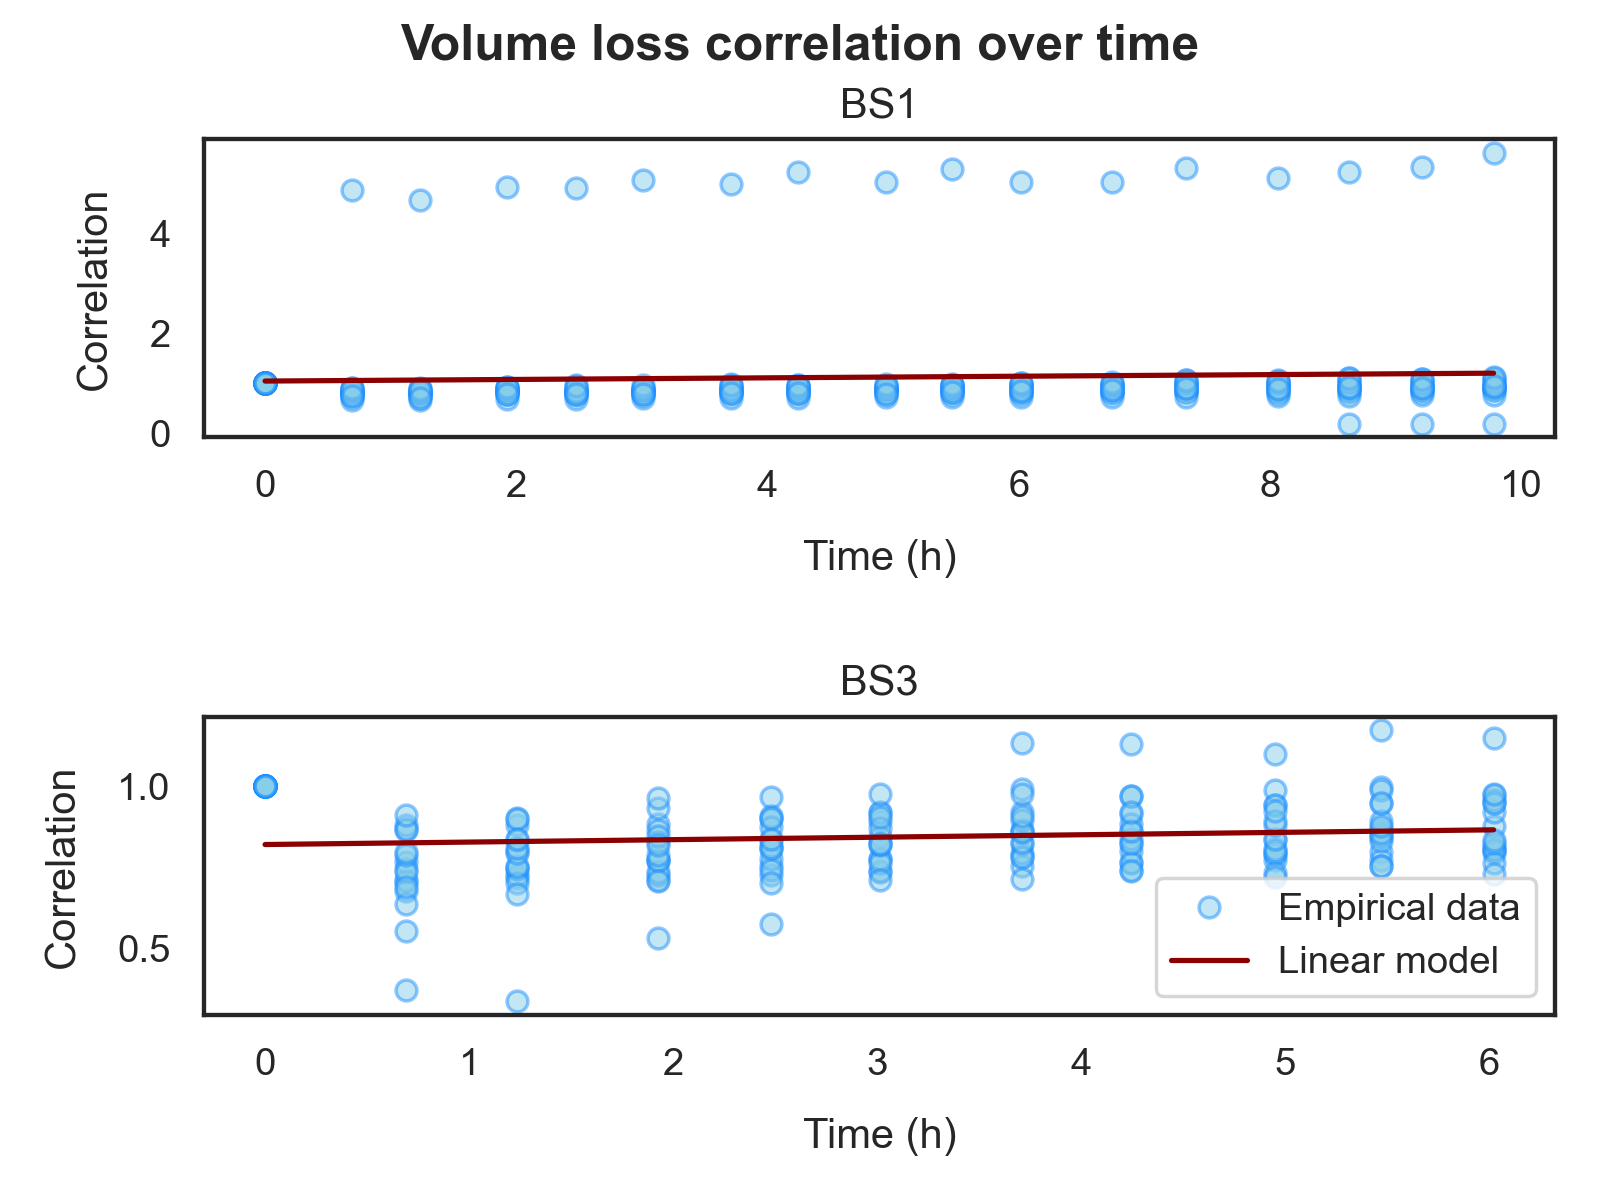 Volume loss correlation over time
BS1
Correlation
4
2
0
0 2 4 6 8 10
Time (h)
BS3
Correlation
1.0
0.5
Empirical data
Linear model
0 1 2 3 4 5 6
Time (h)